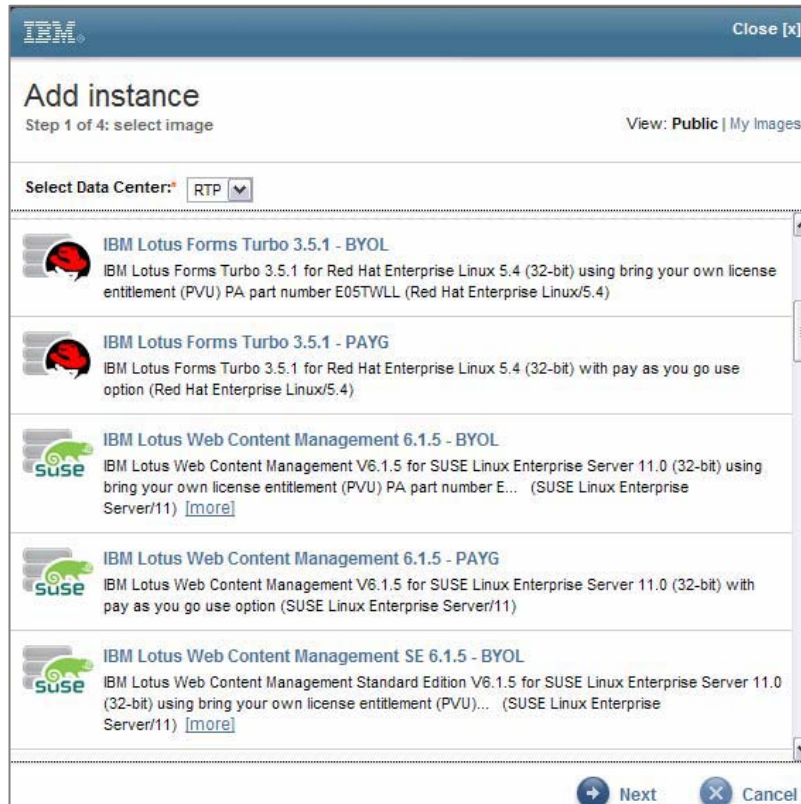 IBM®
Close [x]
Add instance
Step 1 of 4: select image
View: Public | My Images
Select Data Center:* RTP
IBM Lotus Forms Turbo 3.5.1 - BYOL
IBM Lotus Forms Turbo 3.5.1 for Red Hat Enterprise Linux 5.4 (32-bit) using bring your own license
entitlement (PVU) PA part number E05TWLL (Red Hat Enterprise Linux/5.4)
IBM Lotus Forms Turbo 3.5.1 - PAYG
IBM Lotus Forms Turbo 3.5.1 for Red Hat Enterprise Linux 5.4 (32-bit) with pay as you go use
option (Red Hat Enterprise Linux/5.4)
suse
IBM Lotus Web Content Management 6.1.5 - BYOL
IBM Lotus Web Content Management V6.1.5 for SUSE Linux Enterprise Server 11.0 (32-bit) using
bring your own license entitlement (PVU) PA part number E... (SUSE Linux Enterprise
Server/11) [more]
suse
IBM Lotus Web Content Management 6.1.5 - PAYG
IBM Lotus Web Content Management V6.1.5 for SUSE Linux Enterprise Server 11.0 (32-bit) with
pay as you go use option (SUSE Linux Enterprise Server/11)
suse
IBM Lotus Web Content Management SE 6.1.5 - BYOL
IBM Lotus Web Content Management Standard Edition V6.1.5 for SUSE Linux Enterprise Server 11.0
(32-bit) using bring your own license entitlement (PVU)... (SUSE Linux Enterprise
Server/11) [more]
Next
Cancel